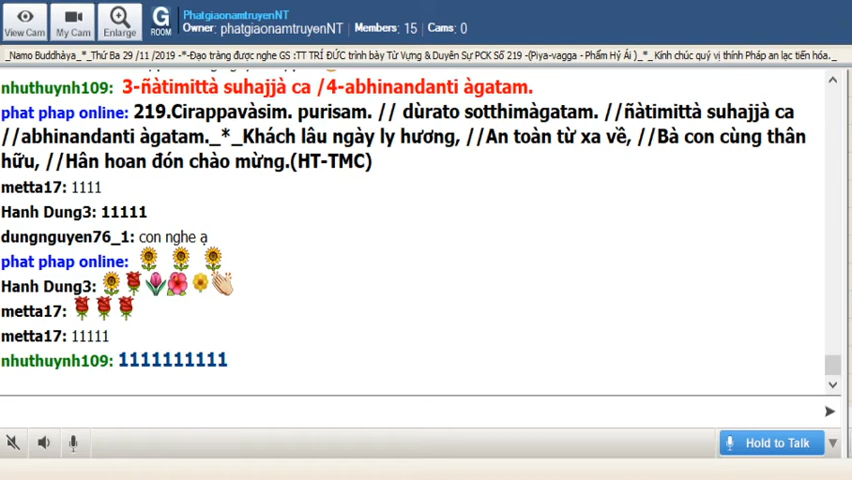 View Cam
My Cam
Enlarge
G
ROOM
PhatgiaonamtruyenNT
Owner: phatgiaonamtruyenNT Members: 15 Cams: 0
_Namo Buddhàya_*_Thứ Ba 29 /11 /2019 -*-Đạo tràng được nghe GS :TT TRÍ ĐỨC trình bày Từ Vựng & Duyên Sự PCK Số 219 -(Piya-vagga - Phẩm Hỷ Ái )_*_ Kính chúc quý vị thính Pháp an lạc tiến hóa._
nhuthuynh109: 3-ñàtimittà suhajjà ca /4-abhinandanti àgatam.
phat phap online: 219.Cirappavàsim. purisam. // dùrato sotthimàgatam. //ñàtimittà suhajjà ca
//abhinandanti àgatam._*_Khách lâu ngày ly hương, //An toàn từ xa về, //Bà con cùng thân
hữu, //Hân hoan đón chào mừng.(HT-TMC)
metta17: 1111
Hanh Dung3: 11111
dungnguyen76_1: con nghe ạ
phat phap online:
Hanh Dung3:
metta17:
metta17: 11111
nhuthuynh109: 1111111111
Hold to Talk